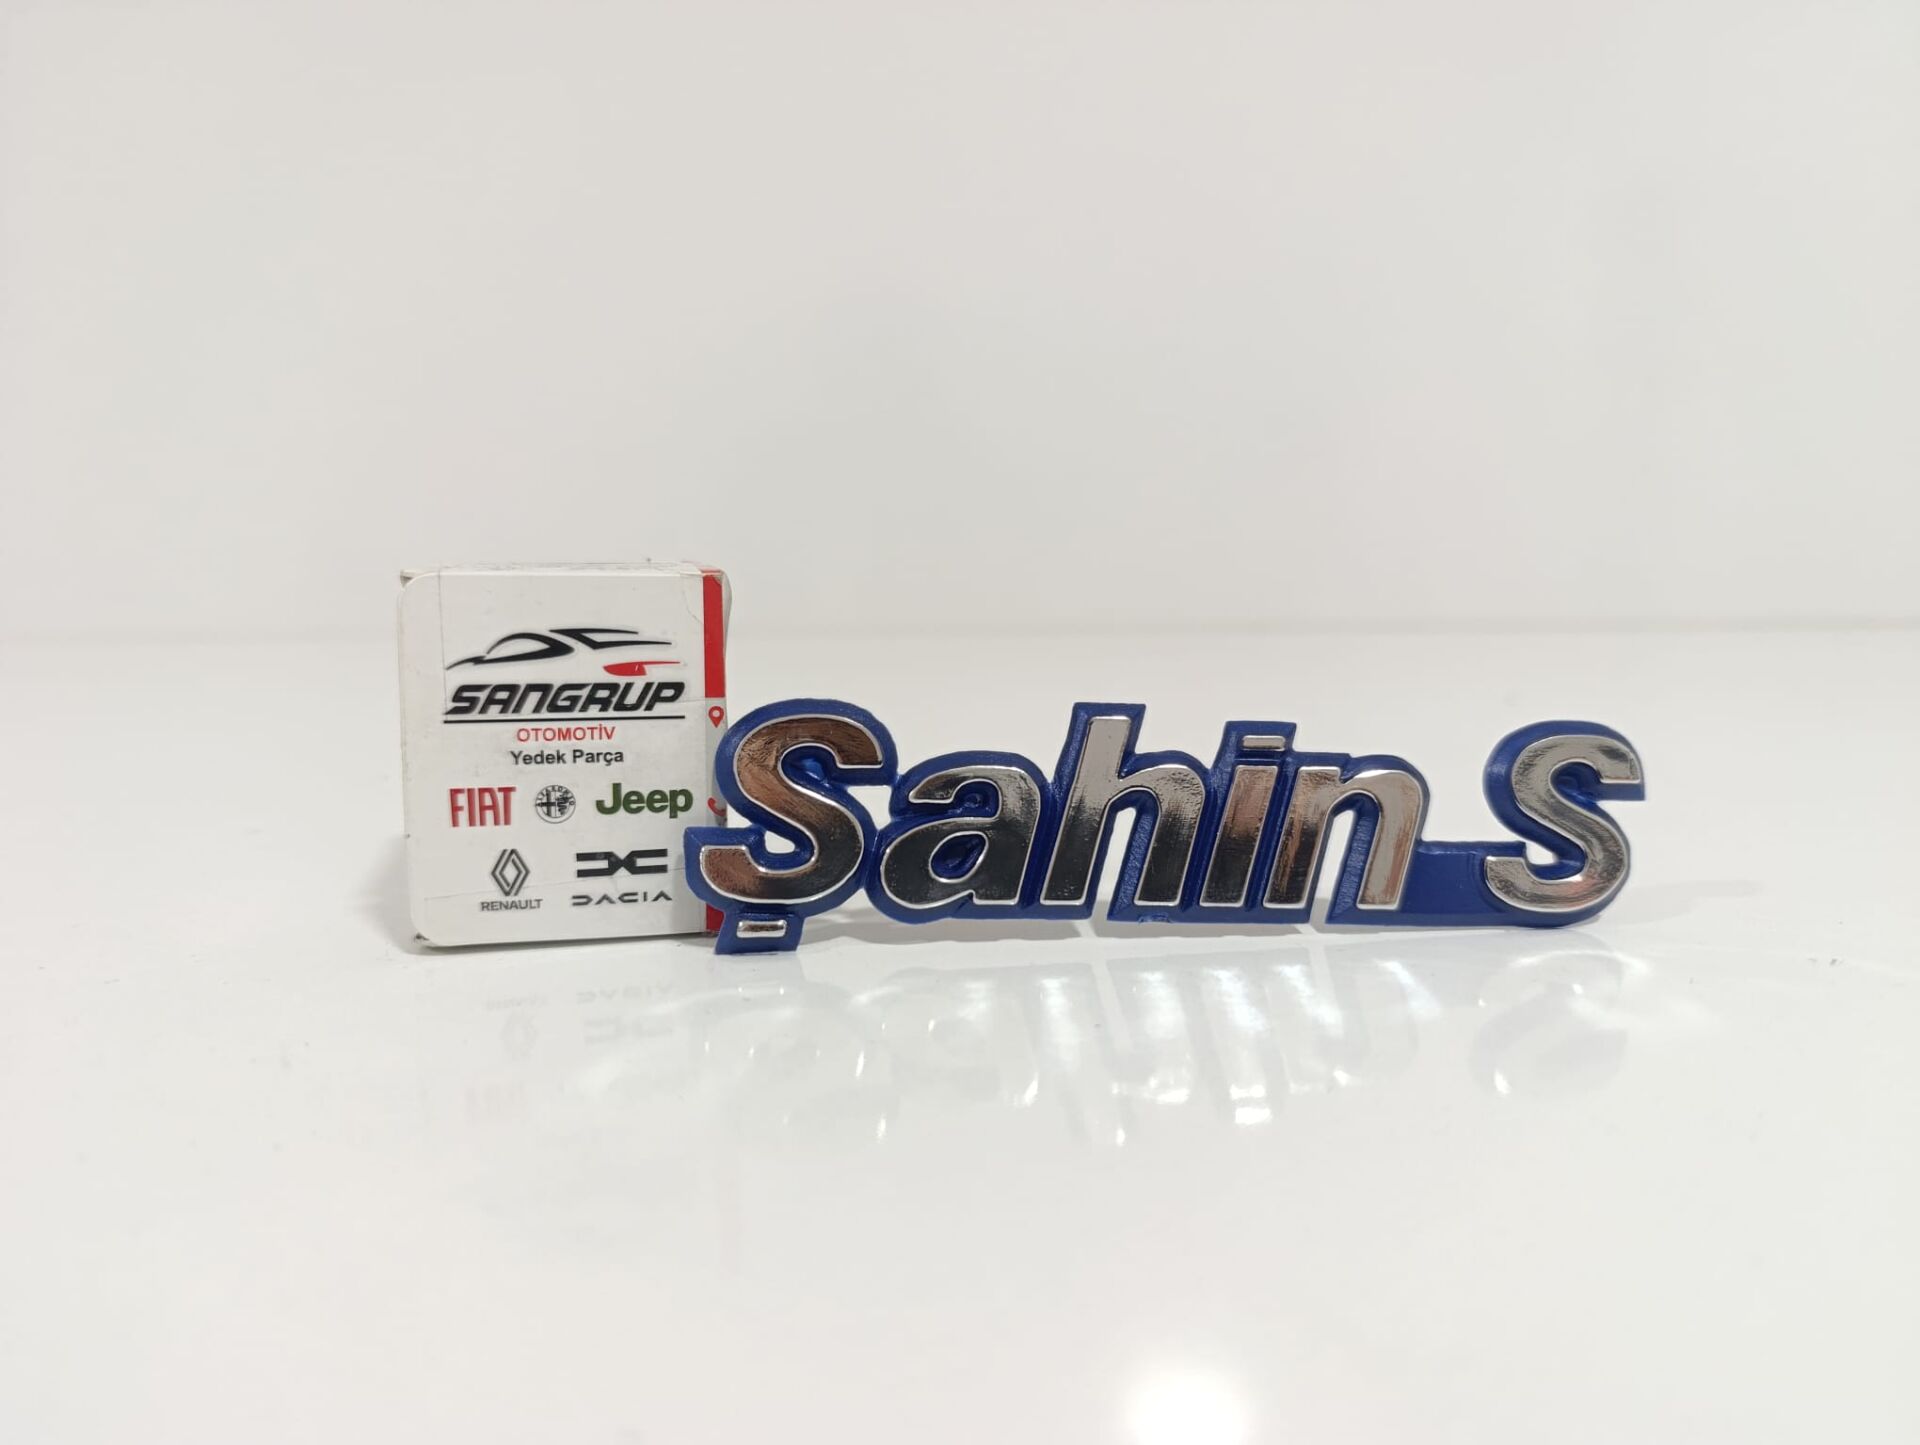 SANGRUP
OTOMOTİV
Yedek Parça
FIAT Jeep
RENAULT DACIA
Şahin S